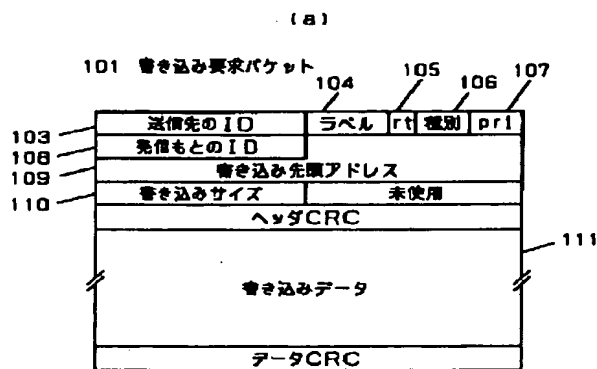 (a)
101 書き込み要求パケット
104 105 106 107
103 送信先のID ラベル rt 種別 pri
108 発信もとのID
109 書き込み先頭アドレス
110 書き込みサイズ 未使用
ヘッダCRC
111
書き込みデータ
データCRC